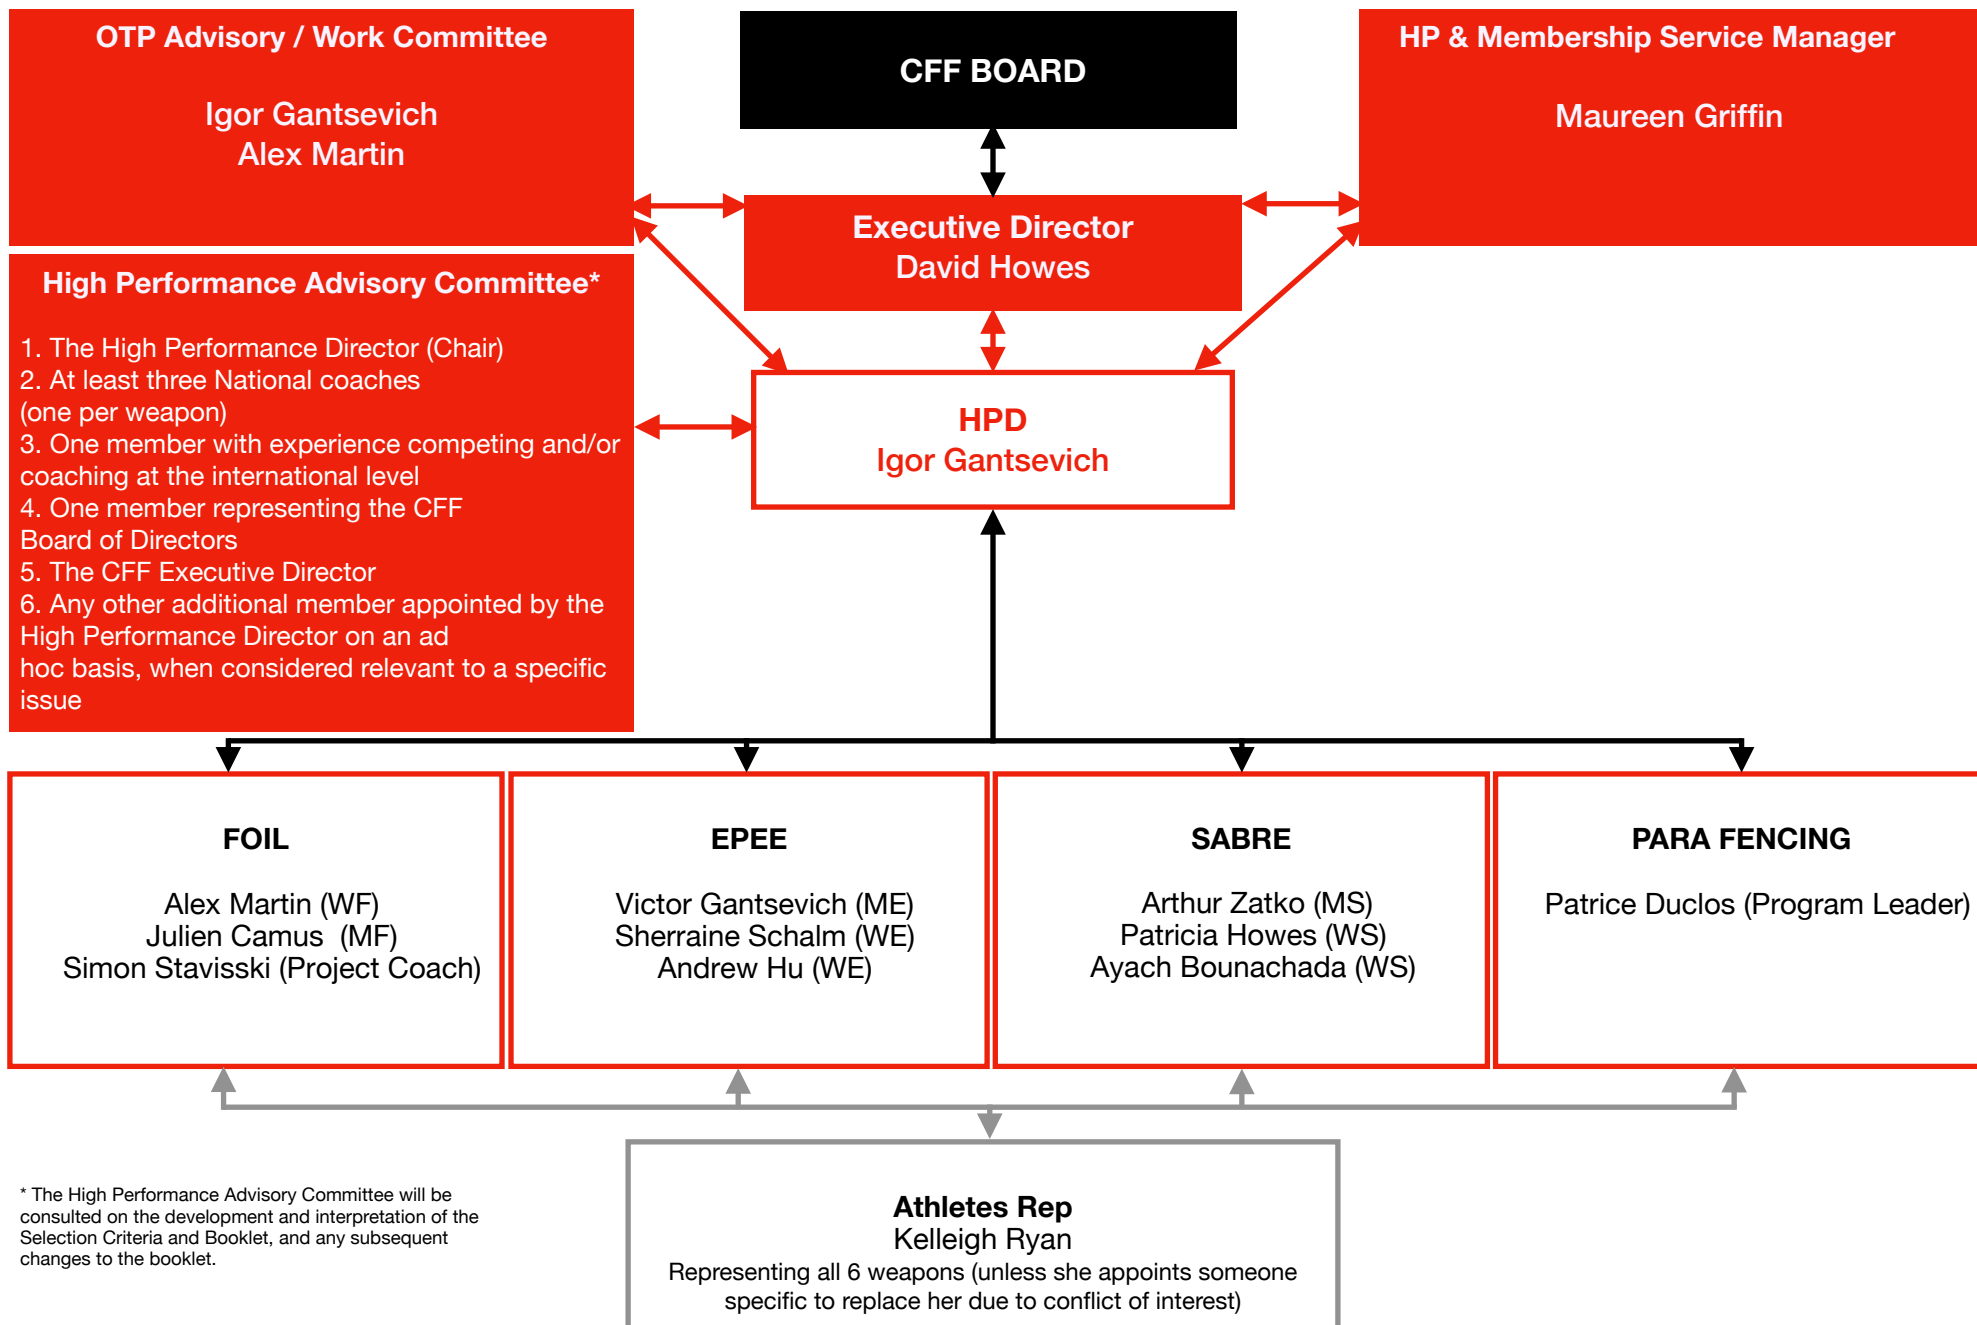 OTP Advisory / Work Committee
Igor Gantsevich
Alex Martin
CFF BOARD
HP & Membership Service Manager
Maureen Griffin
Executive Director
David Howes
High Performance Advisory Committee*
1. The High Performance Director (Chair)
2. At least three National coaches
(one per weapon)
3. One member with experience competing and/or
coaching at the international level
4. One member representing the CFF
Board of Directors
5. The CFF Executive Director
6. Any other additional member appointed by the
High Performance Director on an ad
hoc basis, when considered relevant to a specific
issue
HPD
Igor Gantsevich
FOIL
Alex Martin (WF)
Julien Camus  (MF)
Simon Stavisski (Project Coach)
EPEE
Victor Gantsevich (ME)
Sherraine Schalm (WE)
Andrew Hu (WE)
SABRE
Arthur Zatko (MS)
Patricia Howes (WS)
Ayach Bounachada (WS)
PARA FENCING
Patrice Duclos (Program Leader)
* The High Performance Advisory Committee will be
consulted on the development and interpretation of the
Selection Criteria and Booklet, and any subsequent
changes to the booklet.
Athletes Rep
Kelleigh Ryan
Representing all 6 weapons (unless she appoints someone
specific to replace her due to conflict of interest)